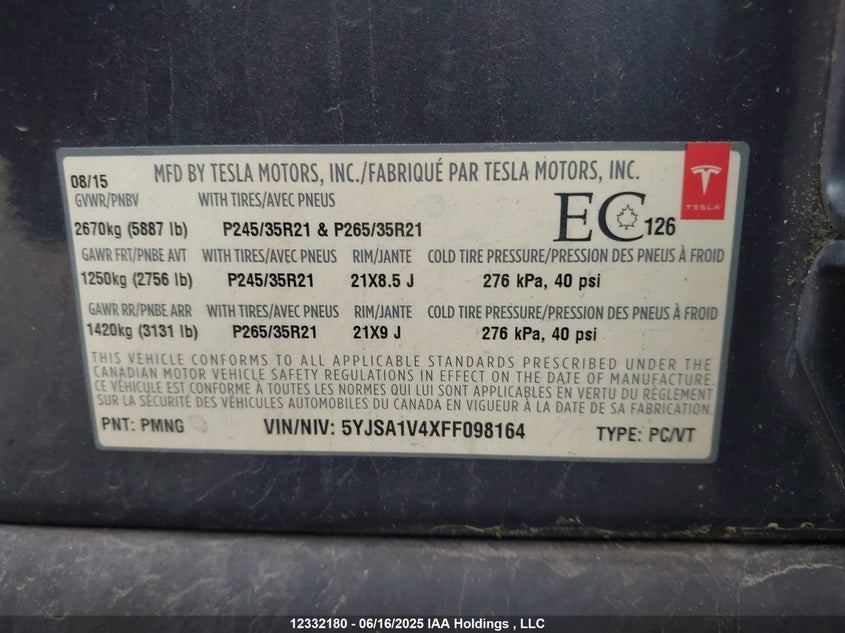 MFD BY TESLA MOTORS, INC./FABRIQUÉ PAR TESLA MOTORS, INC.
08/15
GVWR/PNBV WITH TIRES/AVEC PNEUS
2670kg (5887 lb) P245/35R21 & P265/35R21
EC 126
TESLA
GAWR FRT/PNBE AVT WITH TIRES/AVEC PNEUS RIM/JANTE COLD TIRE PRESSURE/PRESSION DES PNEUS À FROID
1250kg (2756 lb) P245/35R21 21X8.5 J 276 kPa, 40 psi
GAWR RR/PNBE ARR WITH TIRES/AVEC PNEUS RIM/JANTE COLD TIRE PRESSURE/PRESSION DES PNEUS À FROID
1420kg (3131 lb) P265/35R21 21X9 J 276 kPa, 40 psi
THIS VEHICLE CONFORMS TO ALL APPLICABLE STANDARDS PRESCRIBED UNDER THE
CANADIAN MOTOR VEHICLE SAFETY REGULATIONS IN EFFECT ON THE DATE OF MANUFACTURE.
CE VÉHICULE EST CONFORME À TOUTES LES NORMES QUI LUI SONT APPLICABLES EN VERTU DU RÈGLEMENT
SUR LA SÉCURITÉ DES VÉHICULES AUTOMOBILES DU CANADA EN VIGUEUR À LA DATE DE SA FABRICATION.
PNT: PMNG VIN/NIV: 5YJSA1V4XFF098164 TYPE: PC/VT
12332180 - 06/16/2025 IAA Holdings , LLC